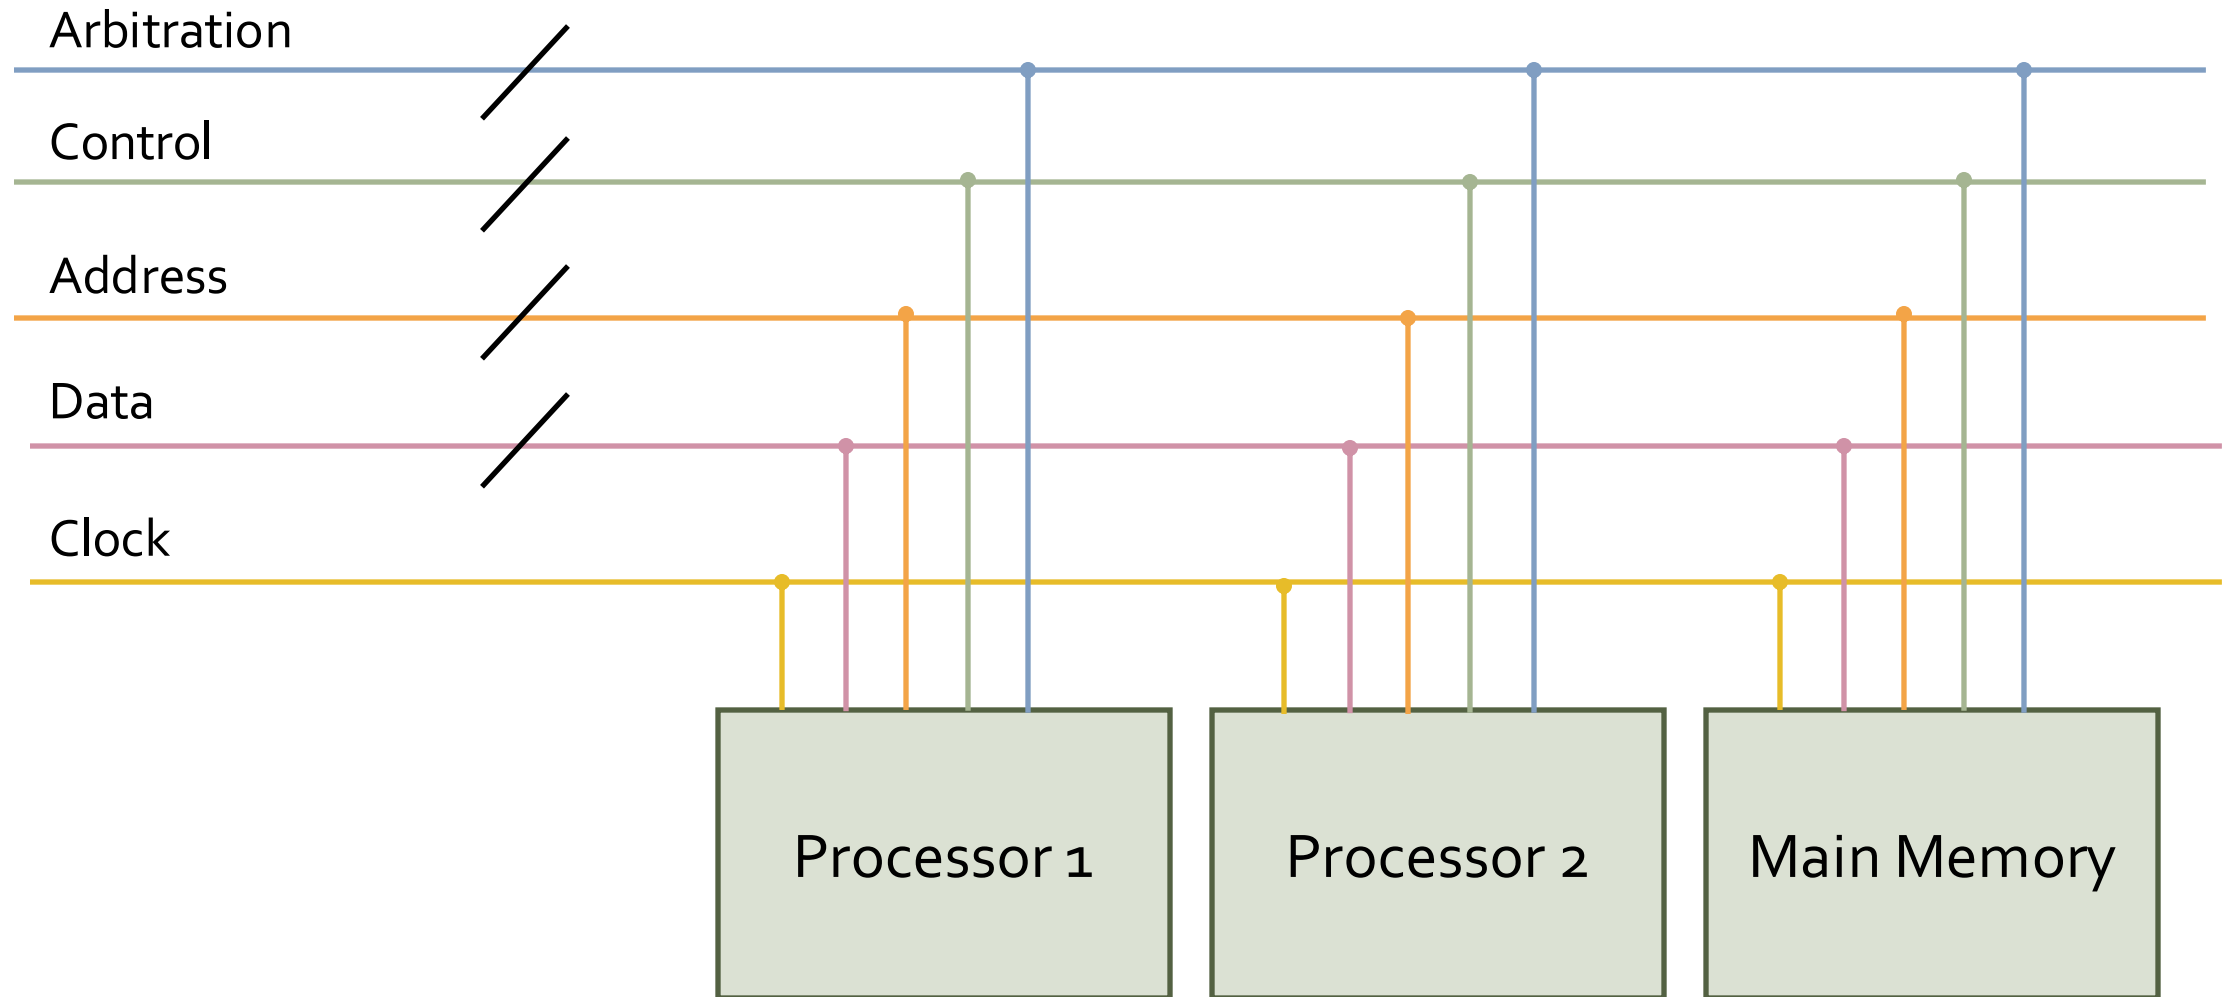 Arbitration
Control
Address
Data
Clock
Processor 1
Processor 2
Main Memory